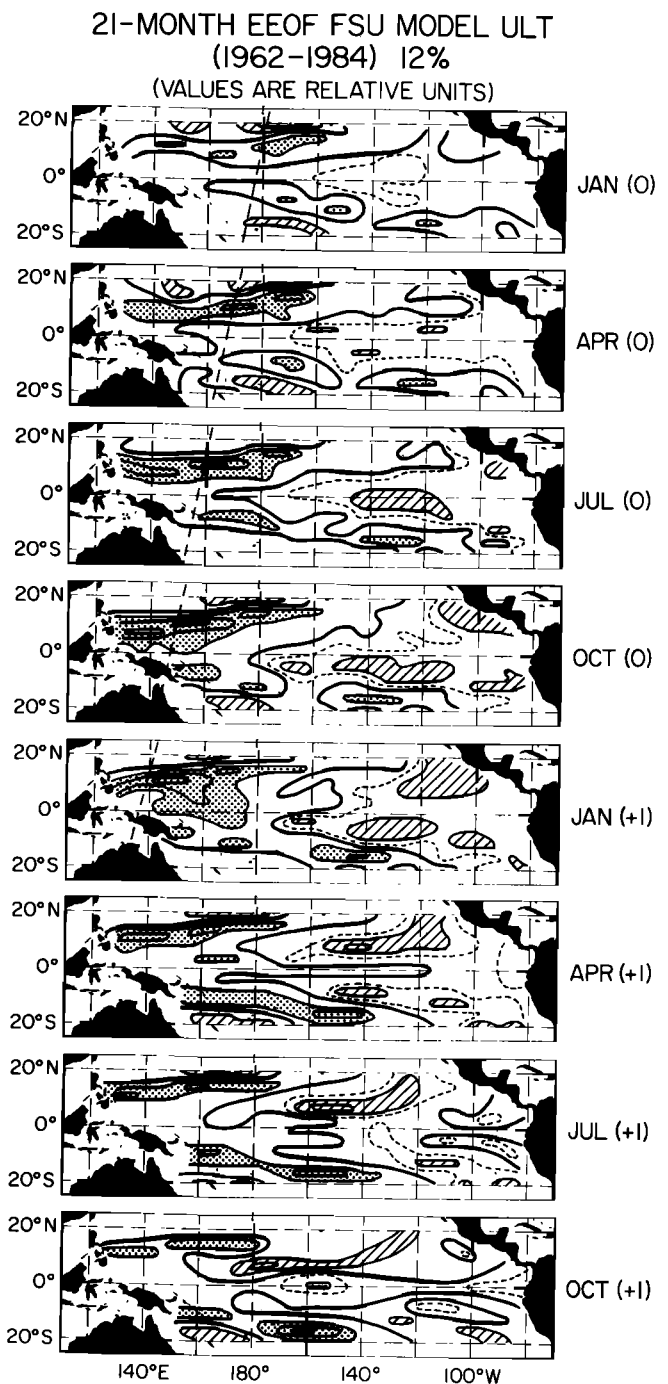 21-MONTH EEOF FSU MODEL ULT
(1962-1984) 12%
(VALUES ARE RELATIVE UNITS)
20°N
0°
20°S
JAN (0)
20°N
0°
20°S
APR (0)
20°N
0°
20°S
JUL (0)
20°N
0°
20°S
OCT (0)
20°N
0°
20°S
JAN (+1)
20°N
0°
20°S
APR (+1)
20°N
0°
20°S
JUL (+1)
20°N
0°
20°S
OCT (+1)
140°E 180° 140° 100°W